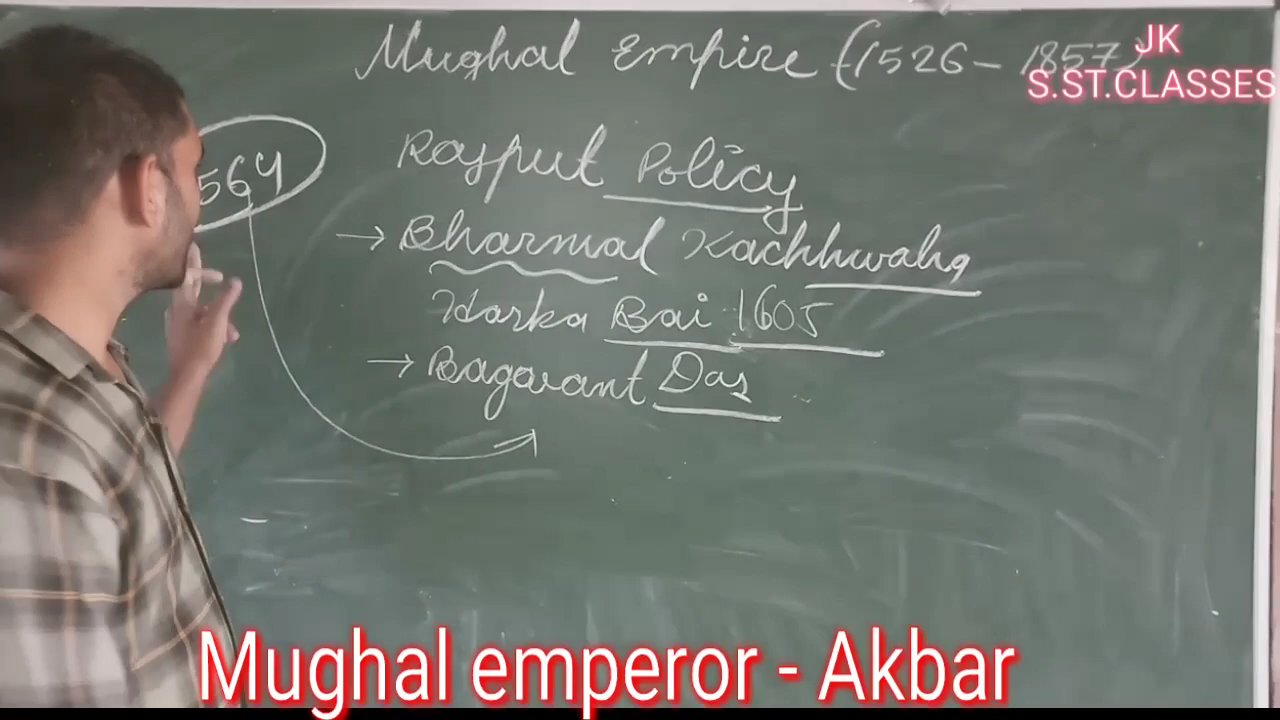 Mughal Empire (1526 - 1857)
JK
S.ST.CLASSES
564
Rajput Policy
→ Bharmal Kachhwaha
Harka Bai 1605
→ Bagavant Das
Mughal emperor - Akbar